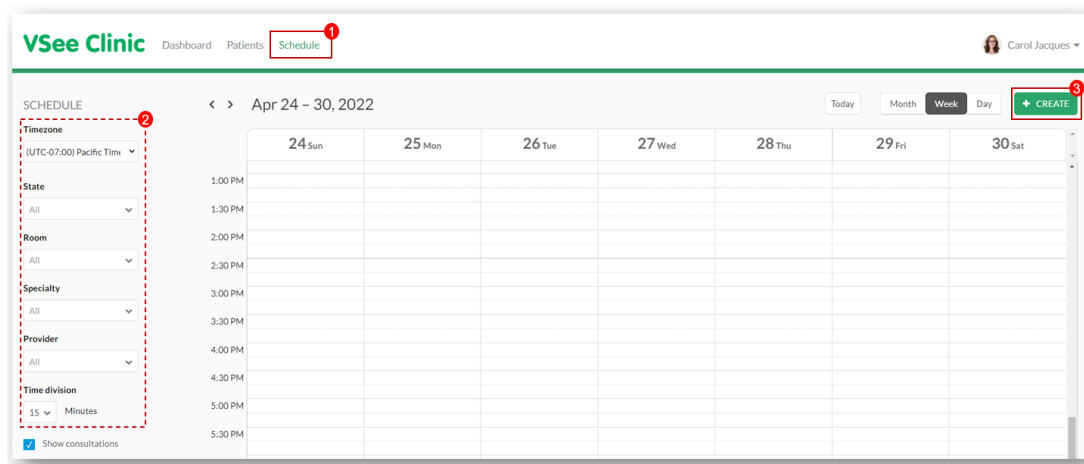 VSee Clinic Dashboard Patients Schedule 1 Carol Jacques
SCHEDULE Apr 24 – 30, 2022 Today Month Week Day + CREATE 3
2
Timezone
(UTC-07:00) Pacific Time
State
All
Room
All
Specialty
All
Provider
All
Time division
15 Minutes
Show consultations
24 Sun 25 Mon 26 Tue 27 Wed 28 Thu 29 Fri 30 Sat
1:00 PM
1:30 PM
2:00 PM
2:30 PM
3:00 PM
3:30 PM
4:00 PM
4:30 PM
5:00 PM
5:30 PM